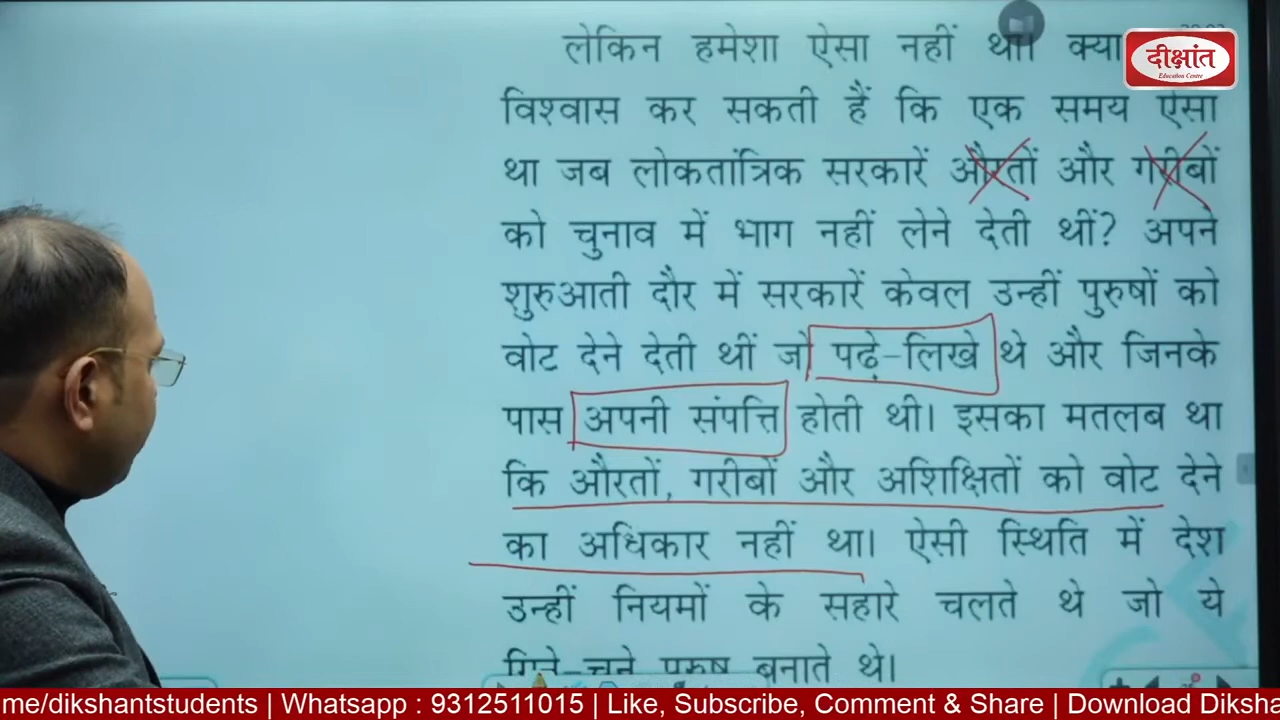 लेकिन हमेशा ऐसा नहीं था। क्या
विश्वास कर सकती हैं कि एक समय ऐसा
था जब लोकतांत्रिक सरकारें औरतों और गरीबों
को चुनाव में भाग नहीं लेने देती थीं? अपने
शुरुआती दौर में सरकारें केवल उन्हीं पुरुषों को
वोट देने देती थीं जो पढ़े-लिखे थे और जिनके
पास अपनी संपत्ति होती थी। इसका मतलब था
कि औरतों, गरीबों और अशिक्षितों को वोट देने
का अधिकार नहीं था। ऐसी स्थिति में देश
उन्हीं नियमों के सहारे चलते थे जो ये
गिने-चुने पुरुष बनाते थे।
दीक्षांत
Education Centre
me/dikshantstudents | Whatsapp : 9312511015 | Like, Subscribe, Comment & Share | Download Diksha